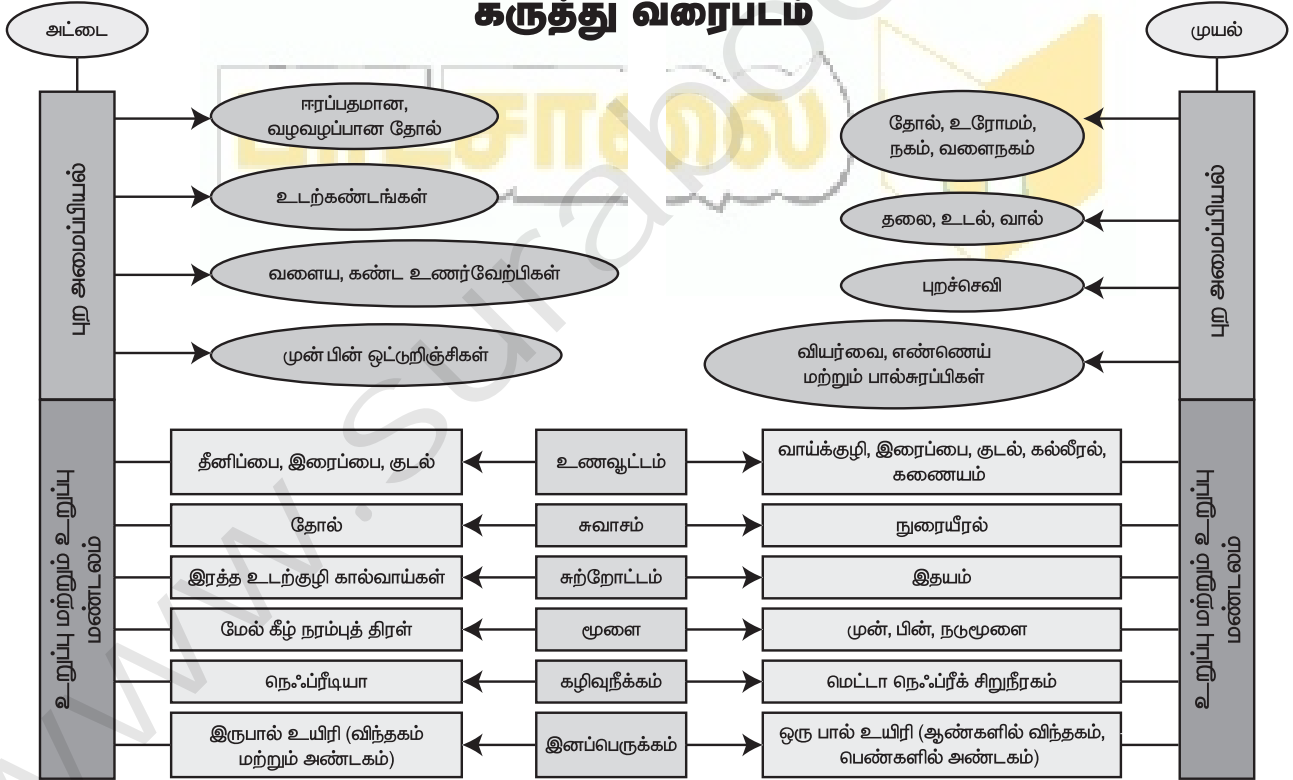 கருத்து வரைபடம்
அட்டை
முயல்
புற அமைப்பியல்
ஈரப்பதமான,
வழவழப்பான தோல்
உடற்கண்டங்கள்
வளைய, கண்ட உணர்வேற்பிகள்
முன் பின் ஒட்டுறிஞ்சிகள்
தோல், உரோமம்,
நகம், வளைநகம்
தலை, உடல், வால்
புறச்செவி
வியர்வை, எண்ணெய்
மற்றும் பால்சுரப்பிகள்
புற அமைப்பியல்
உறுப்பு மற்றும் உறுப்பு
மண்டலம்
தீனிப்பை, இரைப்பை, குடல்
உணவூட்டம்
வாய்க்குழி, இரைப்பை, குடல், கல்லீரல்,
கணையம்
தோல்
சுவாசம்
நுரையீரல்
இரத்த உடற்குழி கால்வாய்கள்
சுற்றோட்டம்
இதயம்
மேல் கீழ் நரம்புத் திரள்
மூளை
முன், பின், நடுமூளை
நெஃப்ரீடியா
கழிவுநீக்கம்
மெட்டா நெஃப்ரீக் சிறுநீரகம்
இருபால் உயிரி (விந்தகம்
மற்றும் அண்டகம்)
இனப்பெருக்கம்
ஒரு பால் உயிரி (ஆண்களில் விந்தகம்,
பெண்களில் அண்டகம்)
உறுப்பு மற்றும் உறுப்பு
மண்டலம்
பாடசாலை
www.surabo